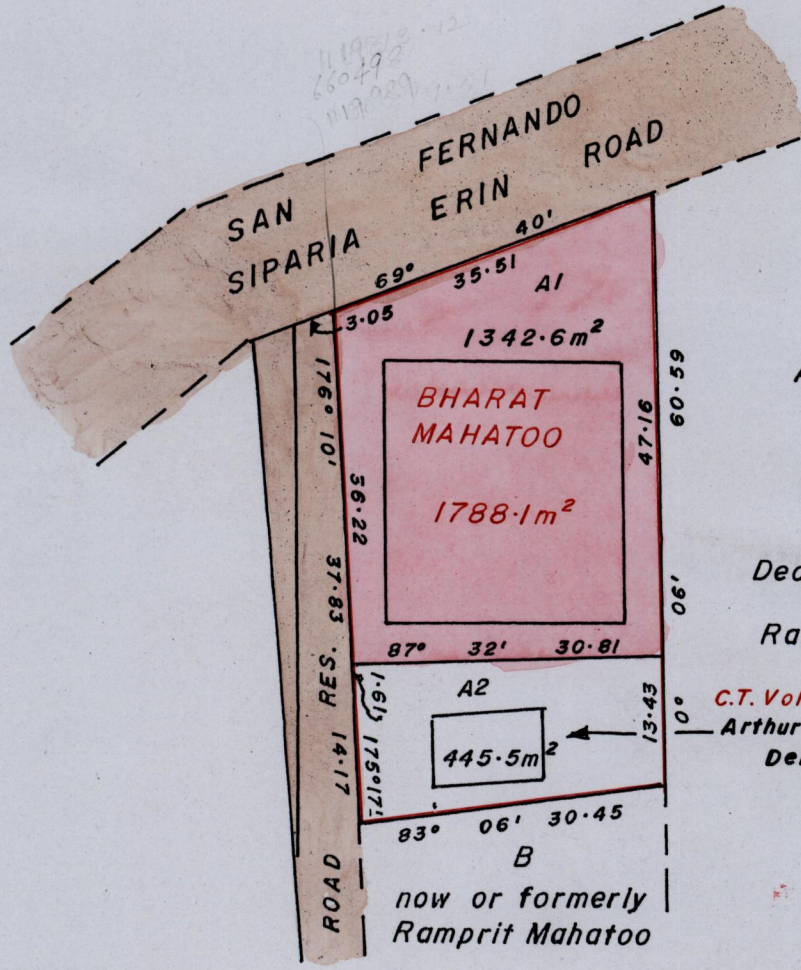 660498
SAN FERNANDO
SIPARIA ERIN ROAD
69° 40'
35·51
3·05
A1
1342·6m²
BHARAT
MAHATOO
1788·1m²
176° 10'
36·22
37·83
47·16
60·59
0° 06'
87° 32' 30·81
ROAD RES.
A2
1·61
175°17'
14·17
13·43
445·5m²
83° 06' 30·45
B
now or formerly
Ramprit Mahatoo
Ra
C.T. Vol
Arthur
De